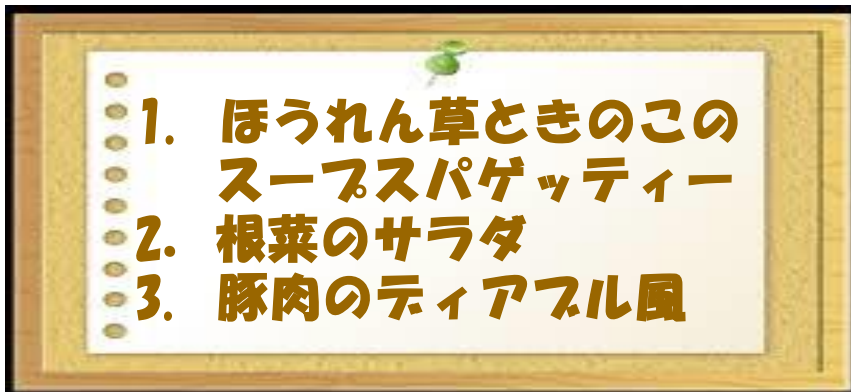 1. ほうれん草ときのこの
スープスパゲッティー
2. 根菜のサラダ
3. 豚肉のディアブル風